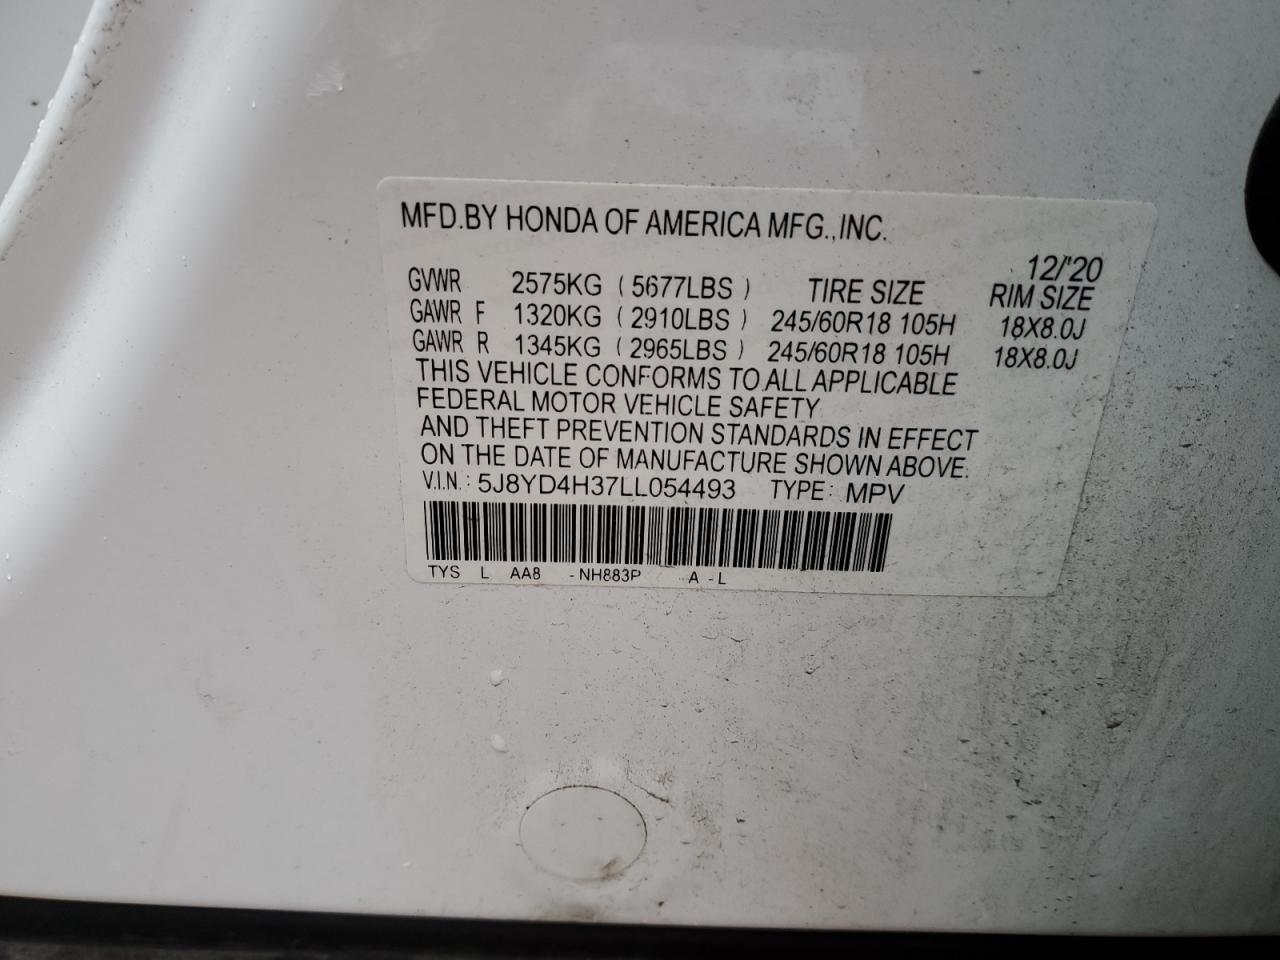 MFD.BY HONDA OF AMERICA MFG.,INC.
12/'20
GVWR 2575KG ( 5677LBS ) TIRE SIZE RIM SIZE
GAWR F 1320KG ( 2910LBS ) 245/60R18 105H 18X8.0J
GAWR R 1345KG ( 2965LBS ) 245/60R18 105H 18X8.0J
THIS VEHICLE CONFORMS TO ALL APPLICABLE
FEDERAL MOTOR VEHICLE SAFETY
AND THEFT PREVENTION STANDARDS IN EFFECT
ON THE DATE OF MANUFACTURE SHOWN ABOVE.
V.I.N.: 5J8YD4H37LL054493 TYPE: MPV
TYS L AA8 -NH883P A -L